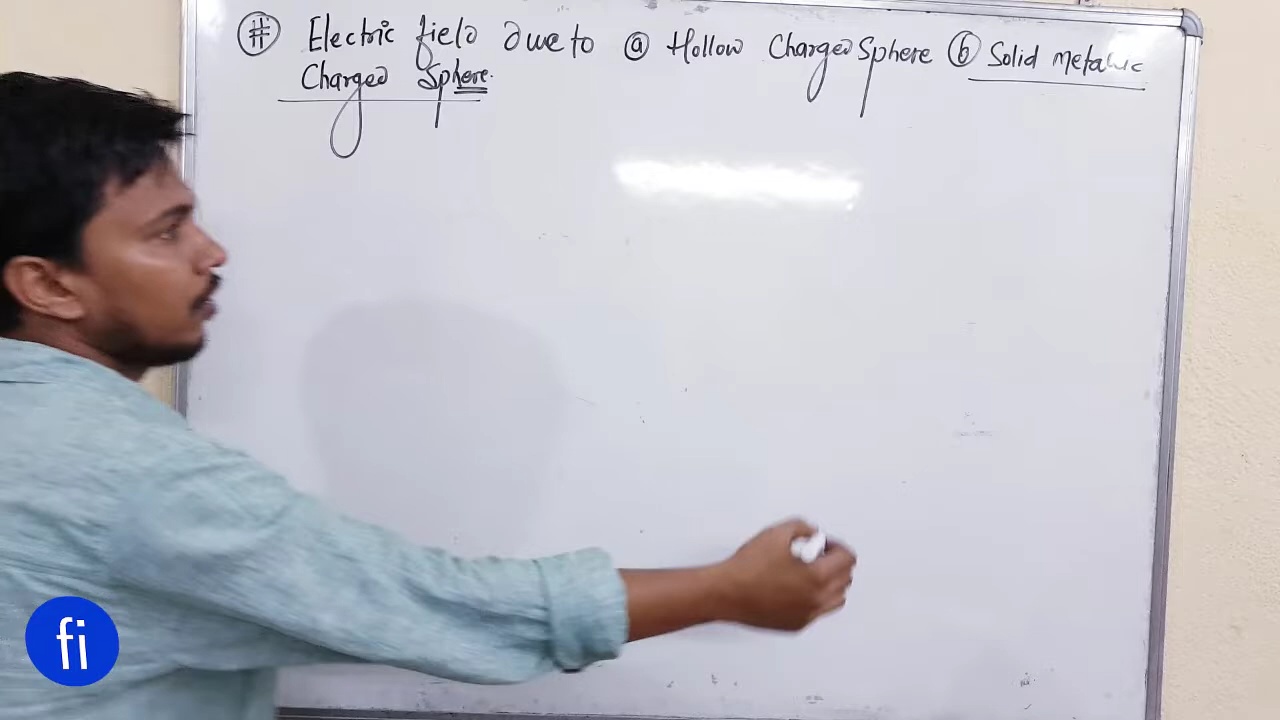 # Electric field due to
Charged Sphere.
ⓐ Hollow Charged Sphere ⓑ Solid metallic
fi